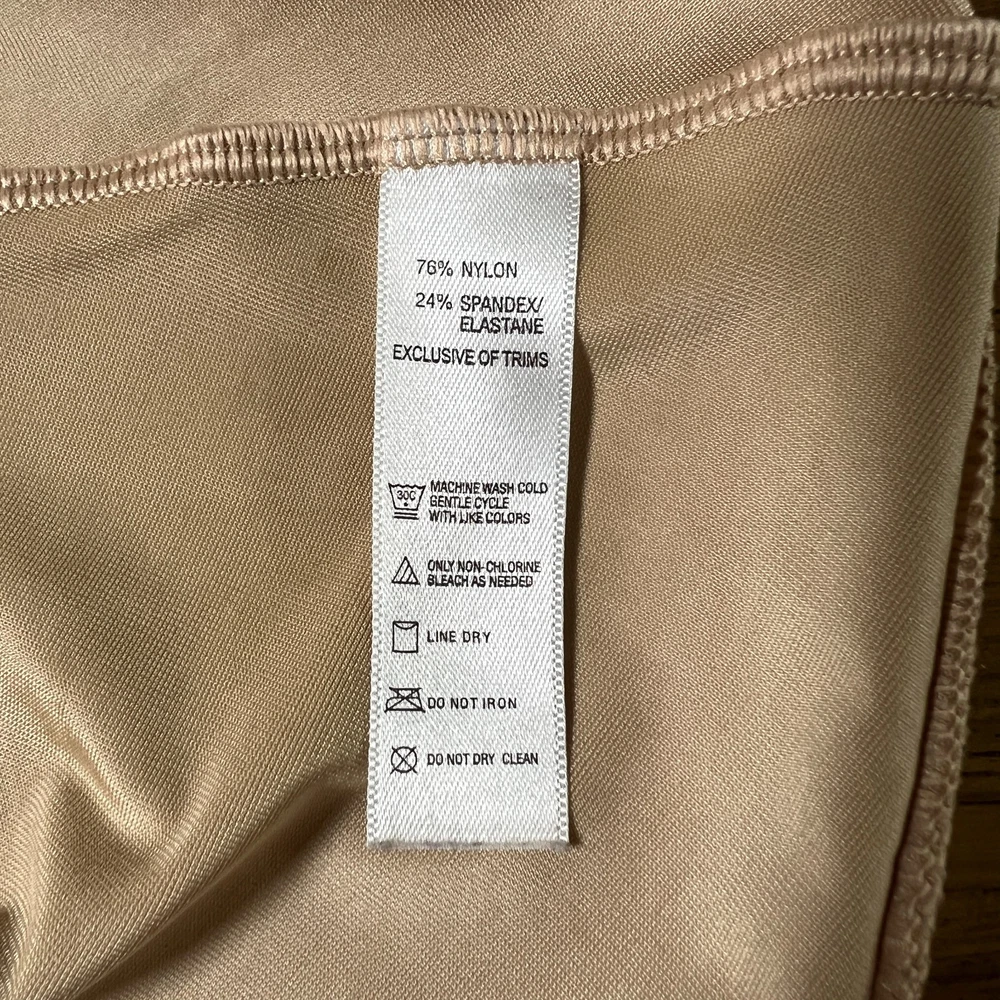 76% NYLON
24% SPANDEX/
ELASTANE
EXCLUSIVE OF TRIMS
30C
MACHINE WASH COLD
GENTLE CYCLE
WITH LIKE COLORS
ONLY NON-CHLORINE
BLEACH AS NEEDED
LINE DRY
DO NOT IRON
DO NOT DRY CLEAN